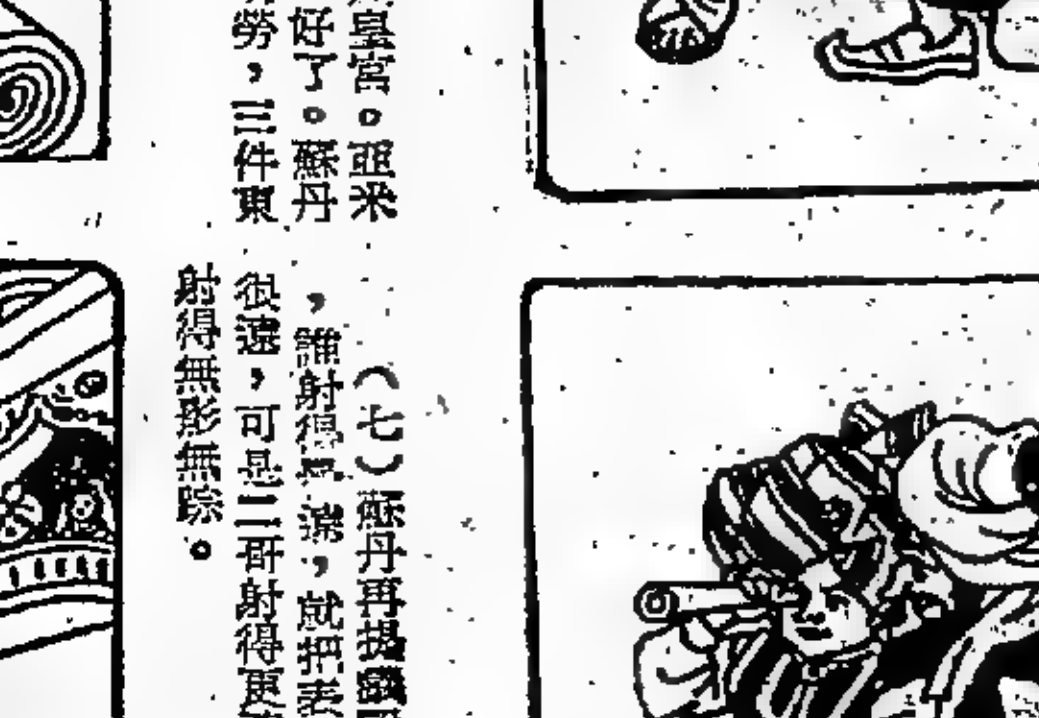 皇宮。亞米
好了。蘇丹
勞,三件東
(七)蘇丹再提
,誰射得 遠,就把表
很遠,可是二哥射得更
射得無影無踪。